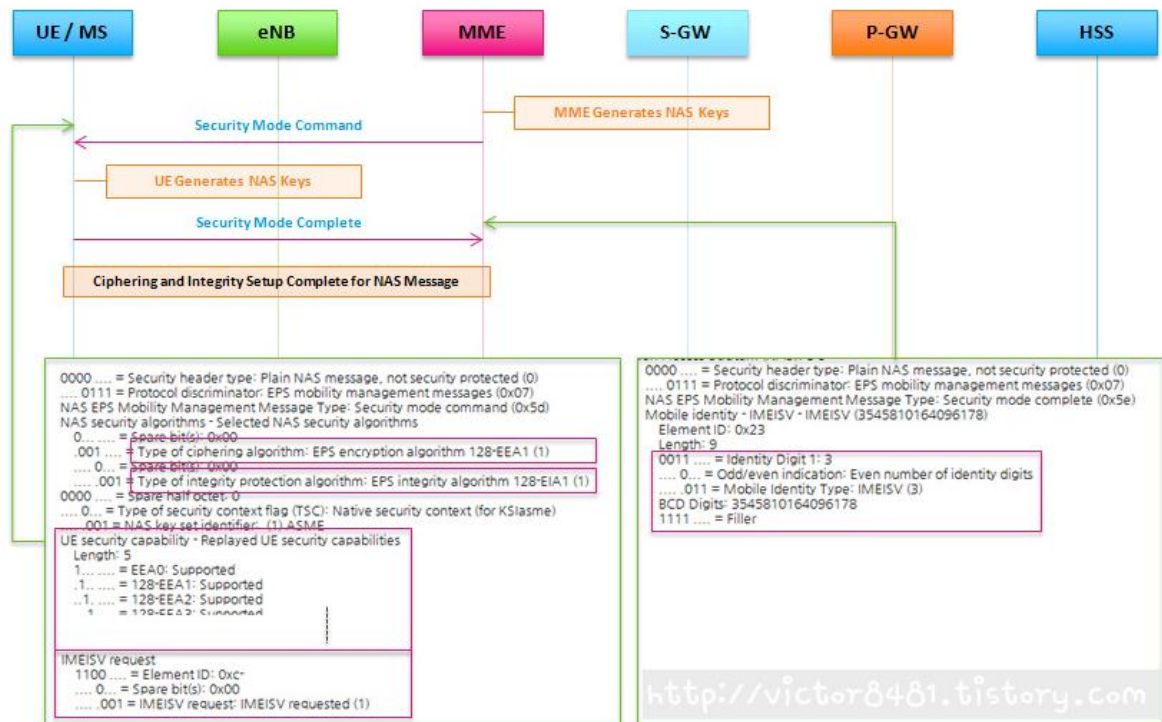 UE / MS
eNB
MME
S-GW
P-GW
HSS
MME Generates NAS Keys
Security Mode Command
UE Generates NAS Keys
Security Mode Complete
Ciphering and Integrity Setup Complete for NAS Message
0000 .... = Security header type: Plain NAS message, not security protected (0)
.... 0111 = Protocol discriminator: EPS mobility management messages (0x07)
NAS EPS Mobility Management Message Type: Security mode command (0x5d)
NAS security algorithms - Selected NAS security algorithms
0... .... = Spare bit(s): 0x00
.001 .... = Type of ciphering algorithm: EPS encryption algorithm 128-EEA1 (1)
.... 0... = Spare bit(s): 0x00
.... .001 = Type of integrity protection algorithm: EPS integrity algorithm 128-EIA1 (1)
0000 .... = Spare half octet: 0
.... 0... = Type of security context flag (TSC): Native security context (for KSIasme)
.... .001 = NAS key set identifier: (1) ASME
UE security capability - Replayed UE security capabilities
Length: 5
1... .... = EEA0: Supported
.1.. .... = 128-EEA1: Supported
..1. .... = 128-EEA2: Supported
...1 .... = 128-EEA3: Supported
IMEISV request
1100 .... = Element ID: 0xc-
.... 0... = Spare bit(s): 0x00
.... .001 = IMEISV request: IMEISV requested (1)
0000 .... = Security header type: Plain NAS message, not security protected (0)
.... 0111 = Protocol discriminator: EPS mobility management messages (0x07)
NAS EPS Mobility Management Message Type: Security mode complete (0x5e)
Mobile identity - IMEISV - IMEISV (3545810164096178)
Element ID: 0x23
Length: 9
0011 .... = Identity Digit 1: 3
.... 0... = Odd/even indication: Even number of identity digits
.... .011 = Mobile Identity Type: IMEISV (3)
BCD Digits: 3545810164096178
1111 .... = Filler
http://victor8481.tistory.com